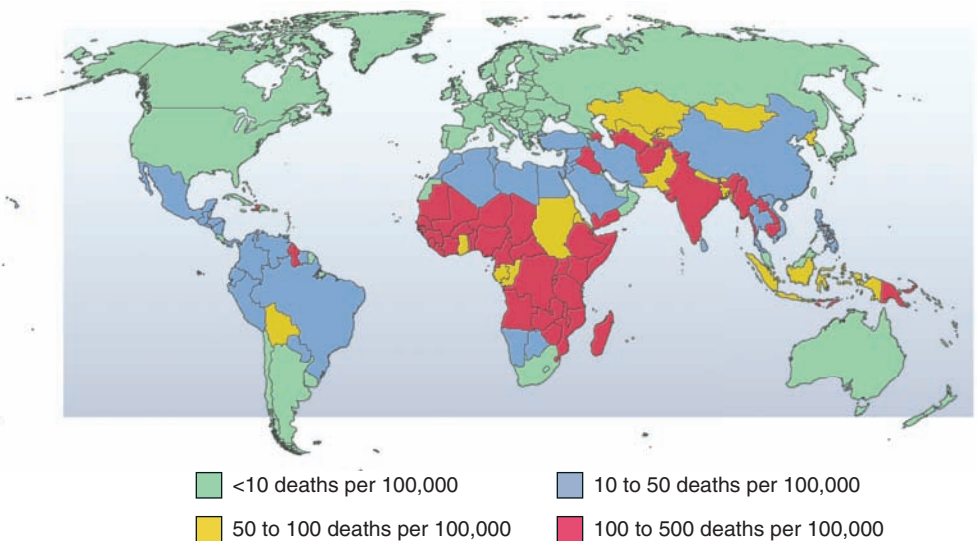 <10 deaths per 100,000
10 to 50 deaths per 100,000
50 to 100 deaths per 100,000
100 to 500 deaths per 100,000